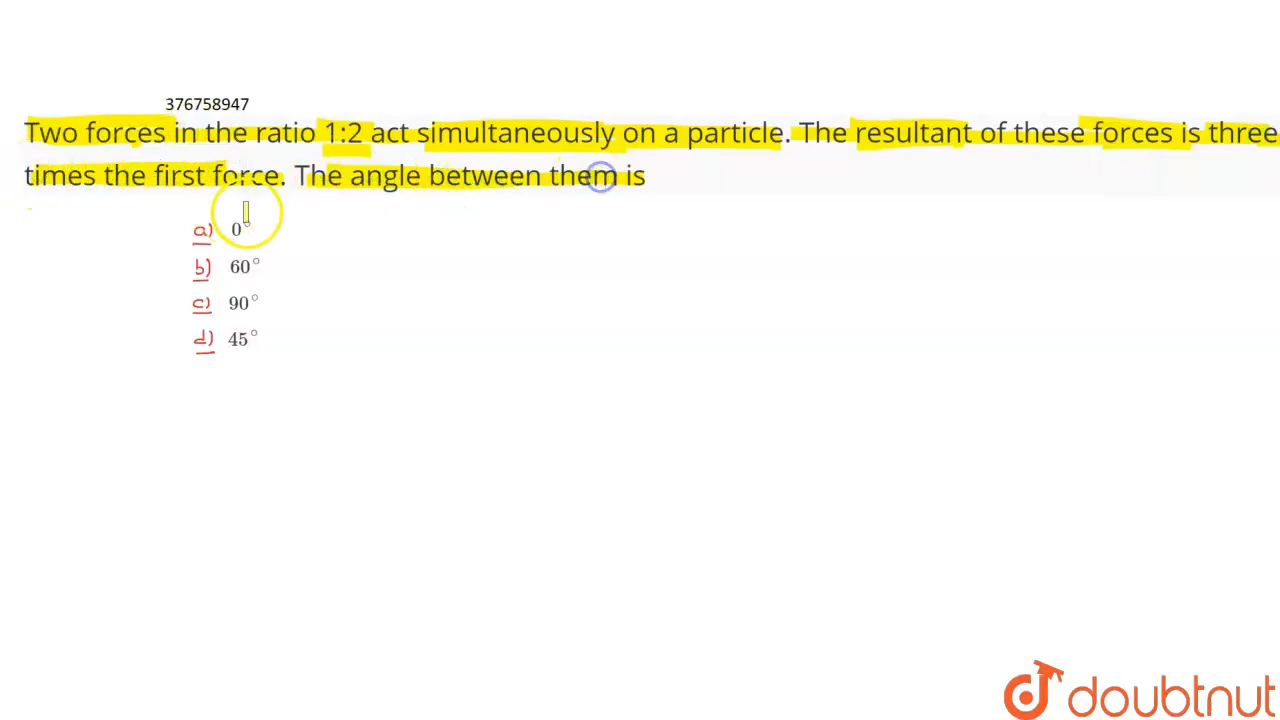 376758947
Two forces in the ratio 1:2 act simultaneously on a particle. The resultant of these forces is three
times the first force. The angle between them is
a) 0°
b) 60°
c) 90°
d) 45°
doubtnut